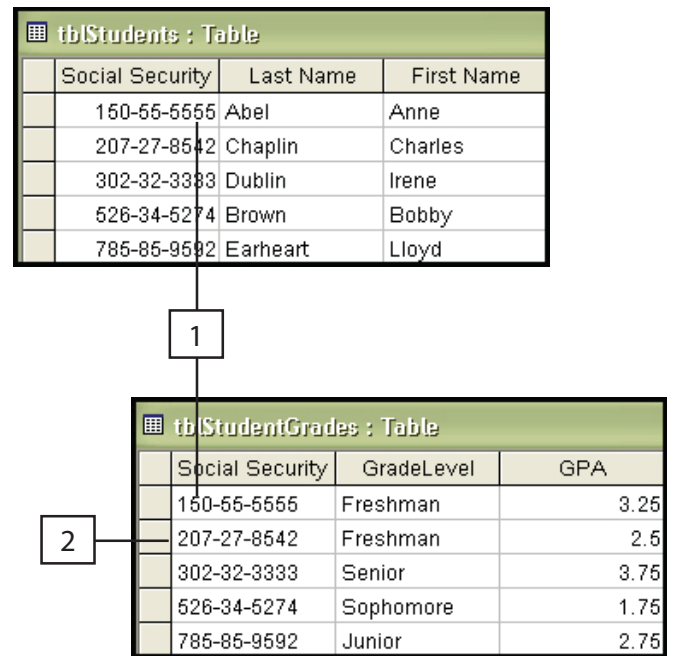 tblStudents : Table
Social Security Last Name First Name
150-55-5555 Abel Anne
207-27-8542 Chaplin Charles
302-32-3333 Dublin Irene
526-34-5274 Brown Bobby
785-85-9592 Earheart Lloyd
1
tblStudentGrades : Table
Social Security GradeLevel GPA
150-55-5555 Freshman 3.25
2
207-27-8542 Freshman 2.5
302-32-3333 Senior 3.75
526-34-5274 Sophomore 1.75
785-85-9592 Junior 2.75